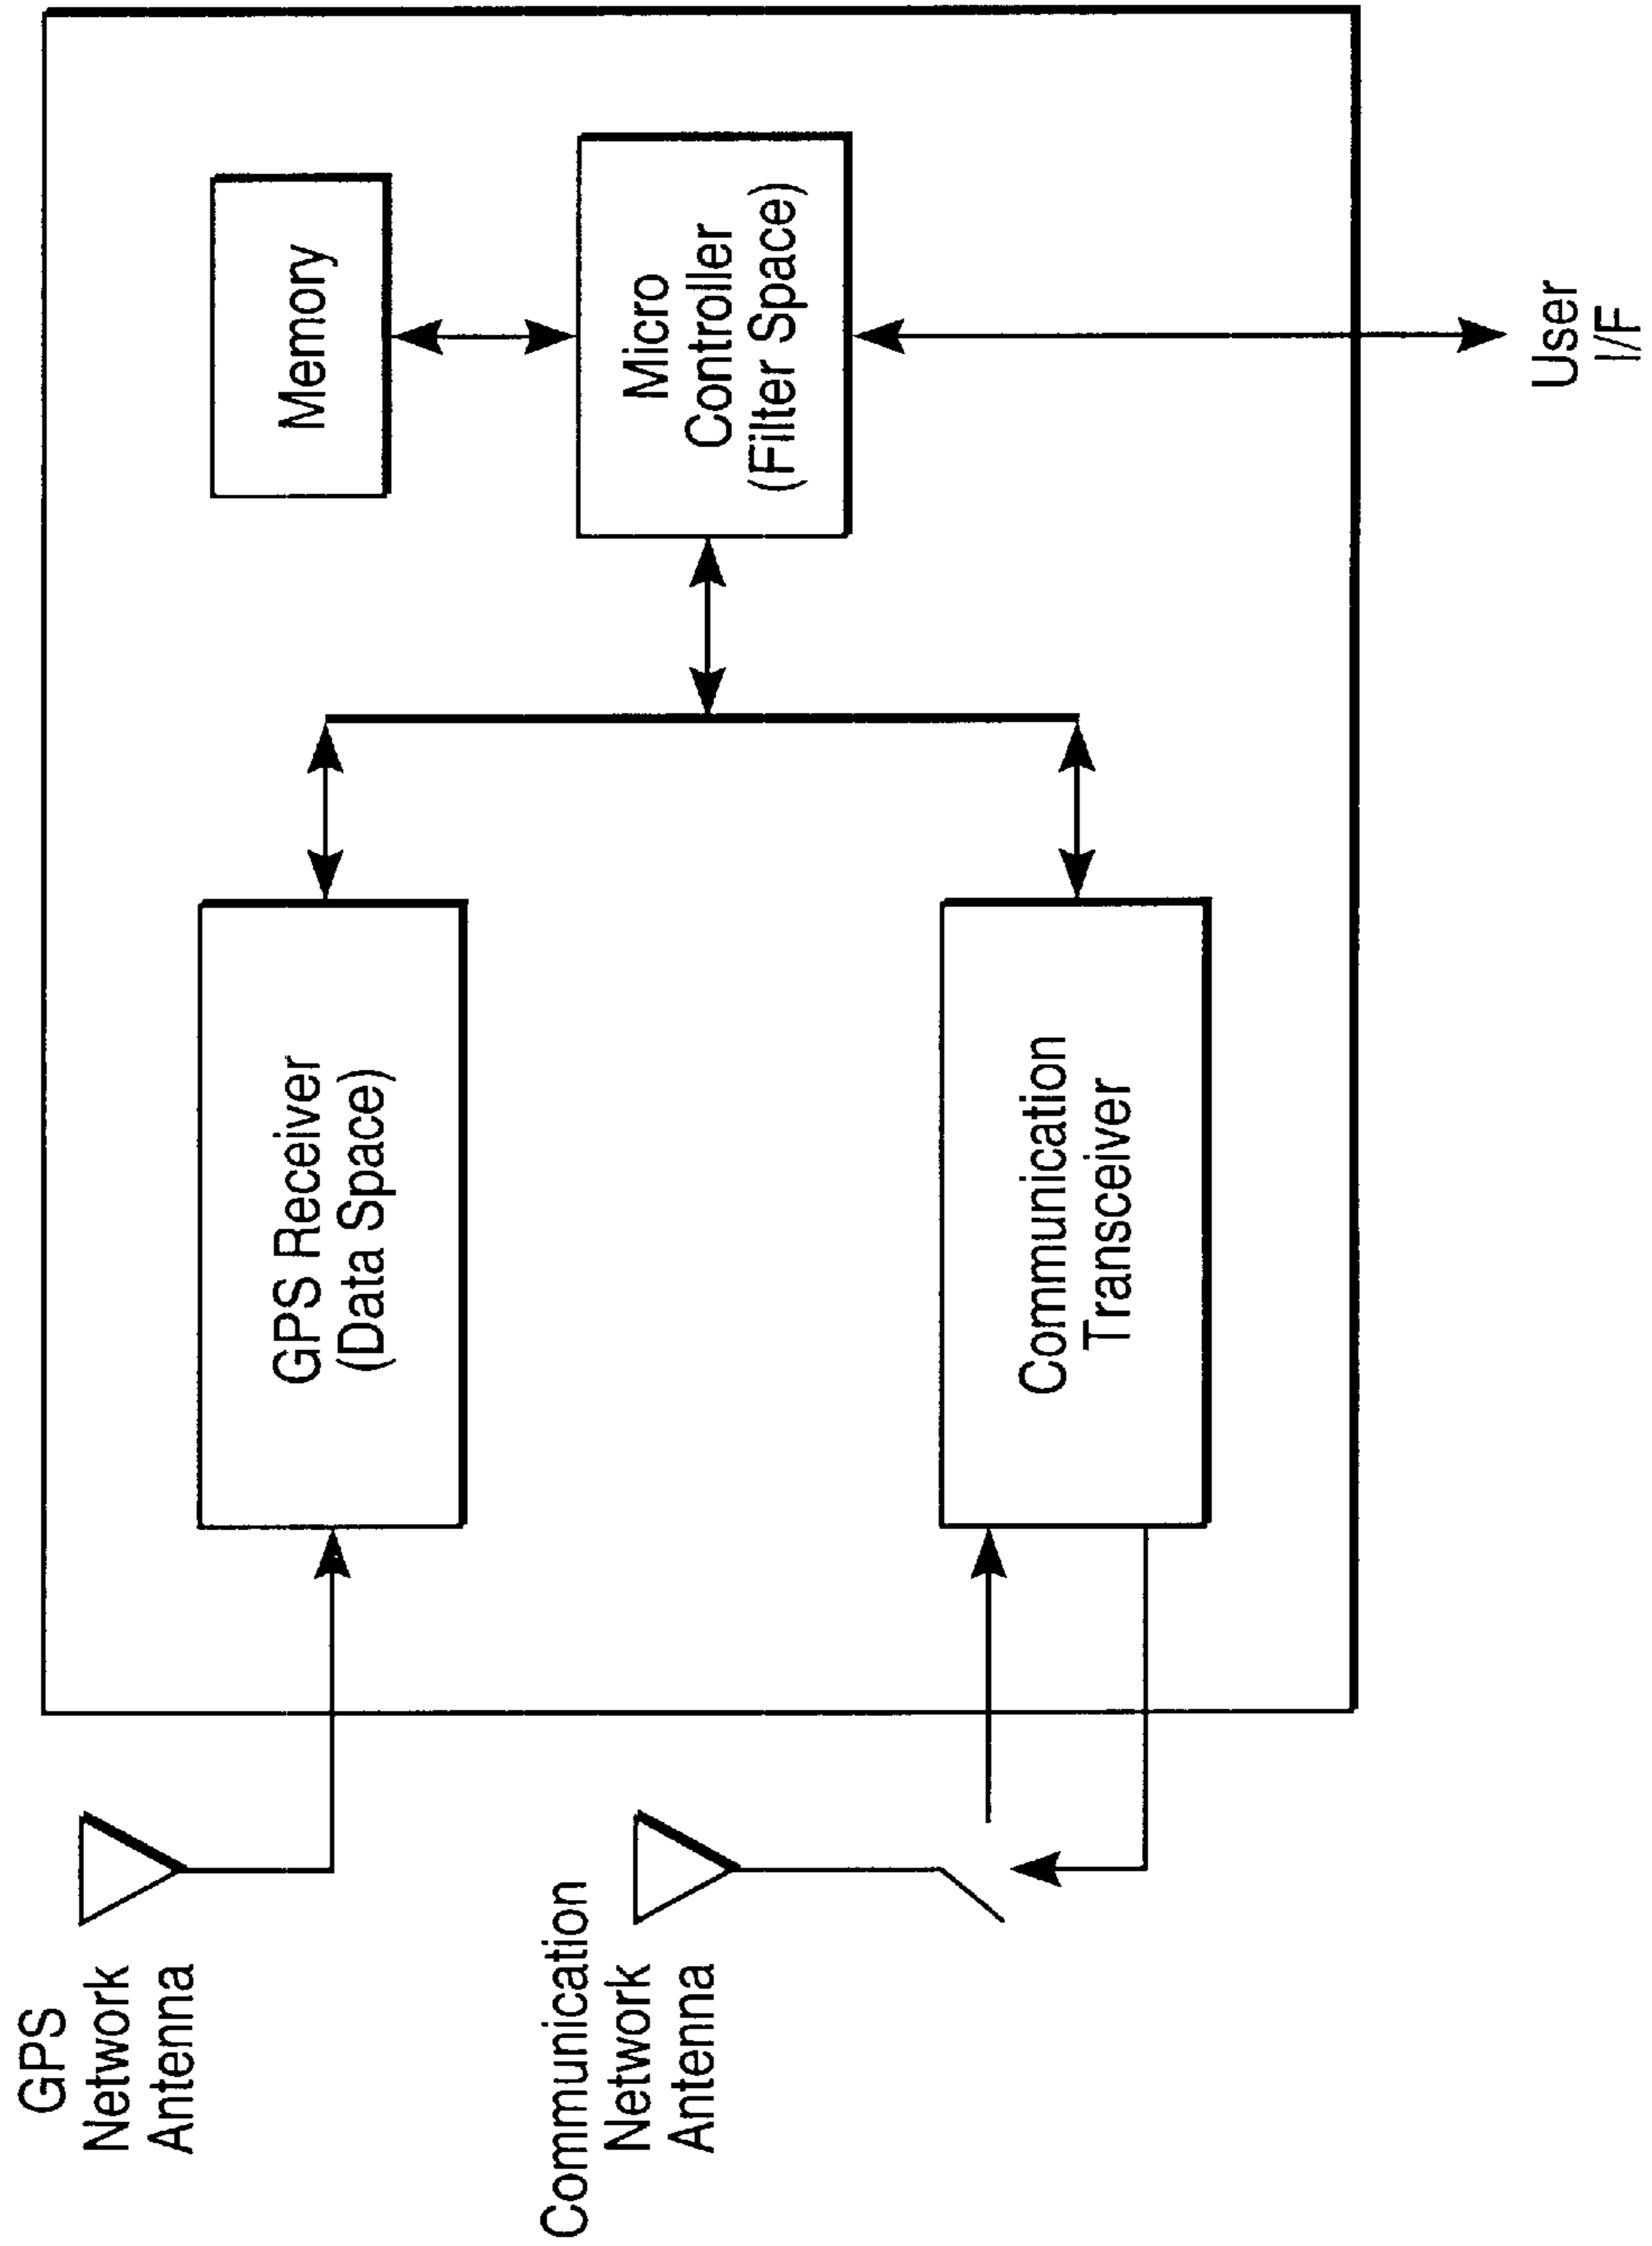 GPS
Network
Antenna
Communication
Network
Antenna
GPS Receiver
(Data Space)
Communication
Transceiver
Memory
Micro
Controller
(Filter Space)
User
I/F